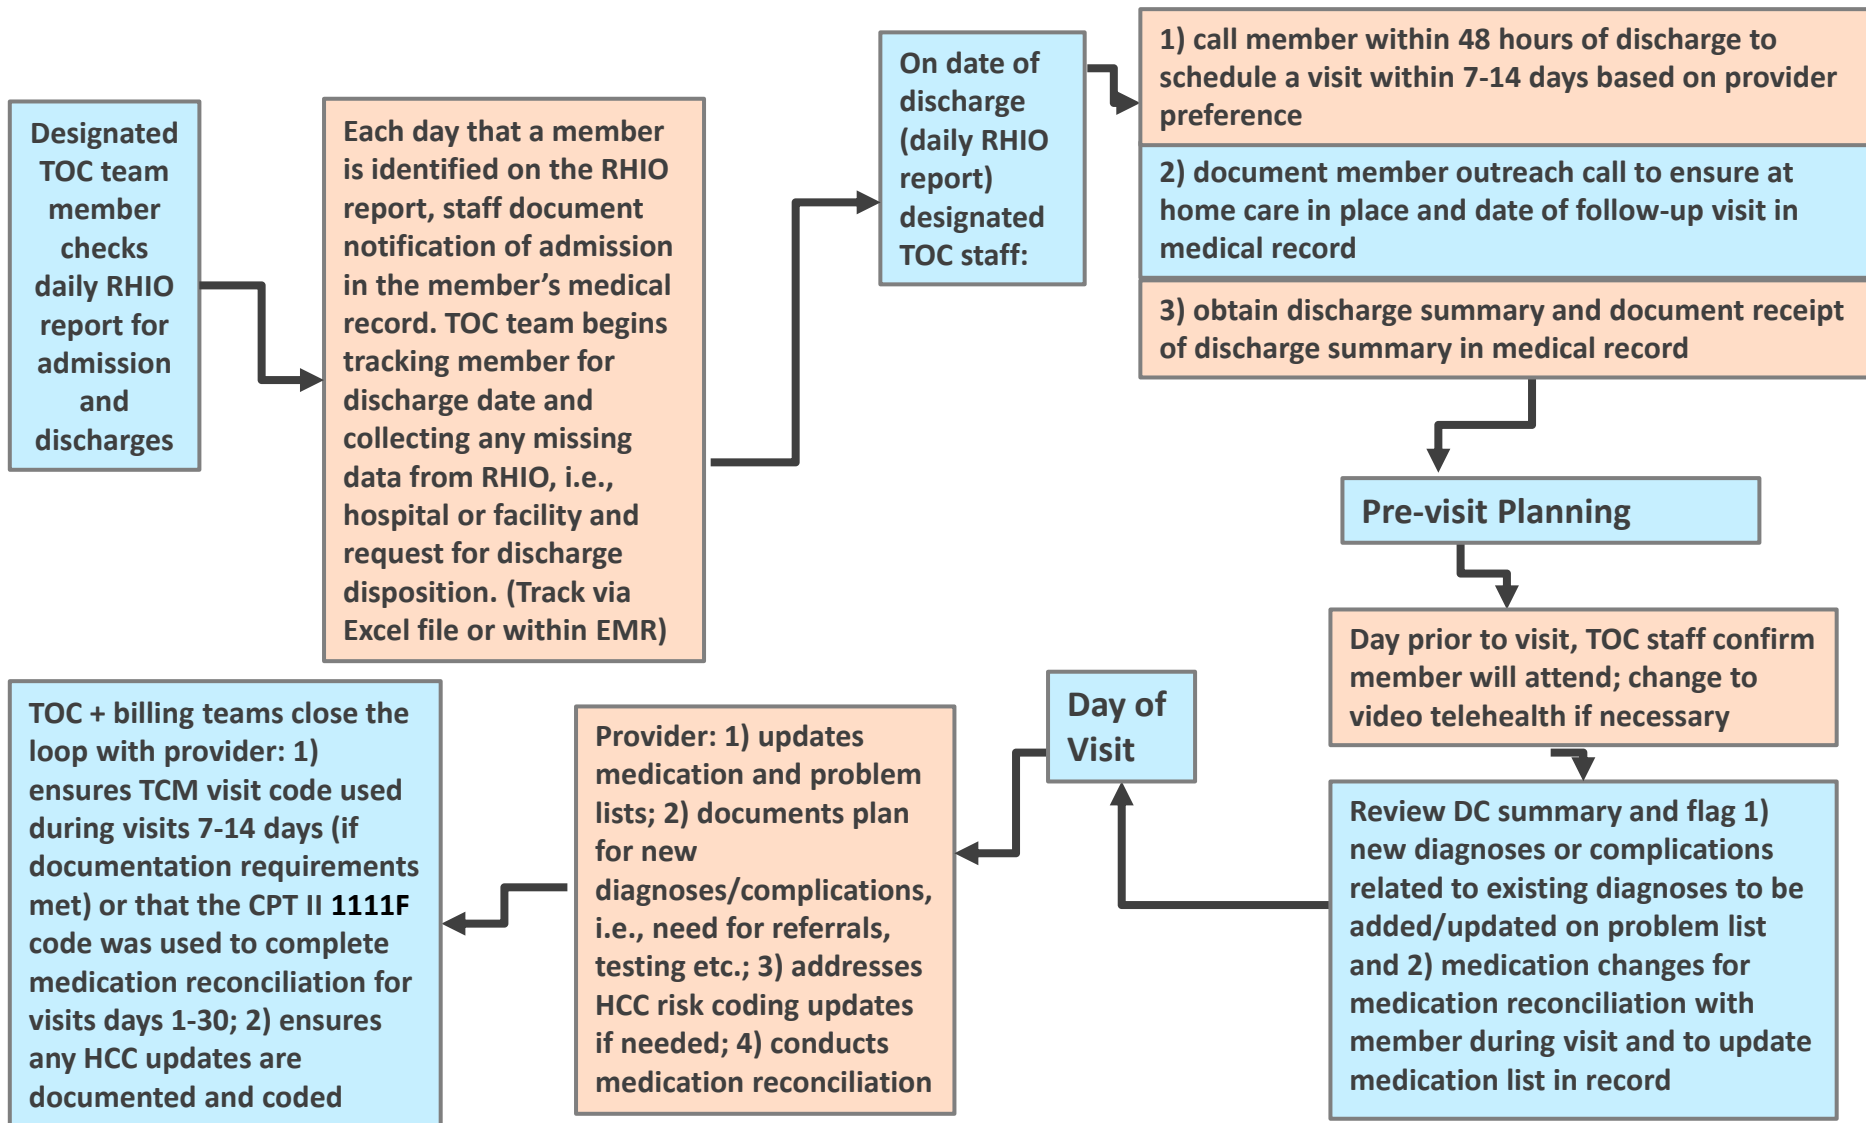 Designated
TOC team
member
checks
daily RHIO
report for
admission
and
discharges
Each day that a member
is identified on the RHIO
report, staff document
notification of admission
in the member’s medical
record. TOC team begins
tracking member for
discharge date and
collecting any missing
data from RHIO, i.e.,
hospital or facility and
request for discharge
disposition. (Track via
Excel file or within EMR)
On date of
discharge
(daily RHIO
report)
designated
TOC staff:
1) call member within 48 hours of discharge to
schedule a visit within 7-14 days based on provider
preference
2) document member outreach call to ensure at
home care in place and date of follow-up visit in
medical record
3) obtain discharge summary and document receipt
of discharge summary in medical record
Pre-visit Planning
Day prior to visit, TOC staff confirm
member will attend; change to
video telehealth if necessary
Review DC summary and flag 1)
new diagnoses or complications
related to existing diagnoses to be
added/updated on problem list
and 2) medication changes for
medication reconciliation with
member during visit and to update
medication list in record
Day of
Visit
Provider: 1) updates
medication and problem
lists; 2) documents plan
for new
diagnoses/complications,
i.e., need for referrals,
testing etc.; 3) addresses
HCC risk coding updates
if needed; 4) conducts
medication reconciliation
TOC + billing teams close the
loop with provider: 1)
ensures TCM visit code used
during visits 7-14 days (if
documentation requirements
met) or that the CPT II 1111F
code was used to complete
medication reconciliation for
visits days 1-30; 2) ensures
any HCC updates are
documented and coded